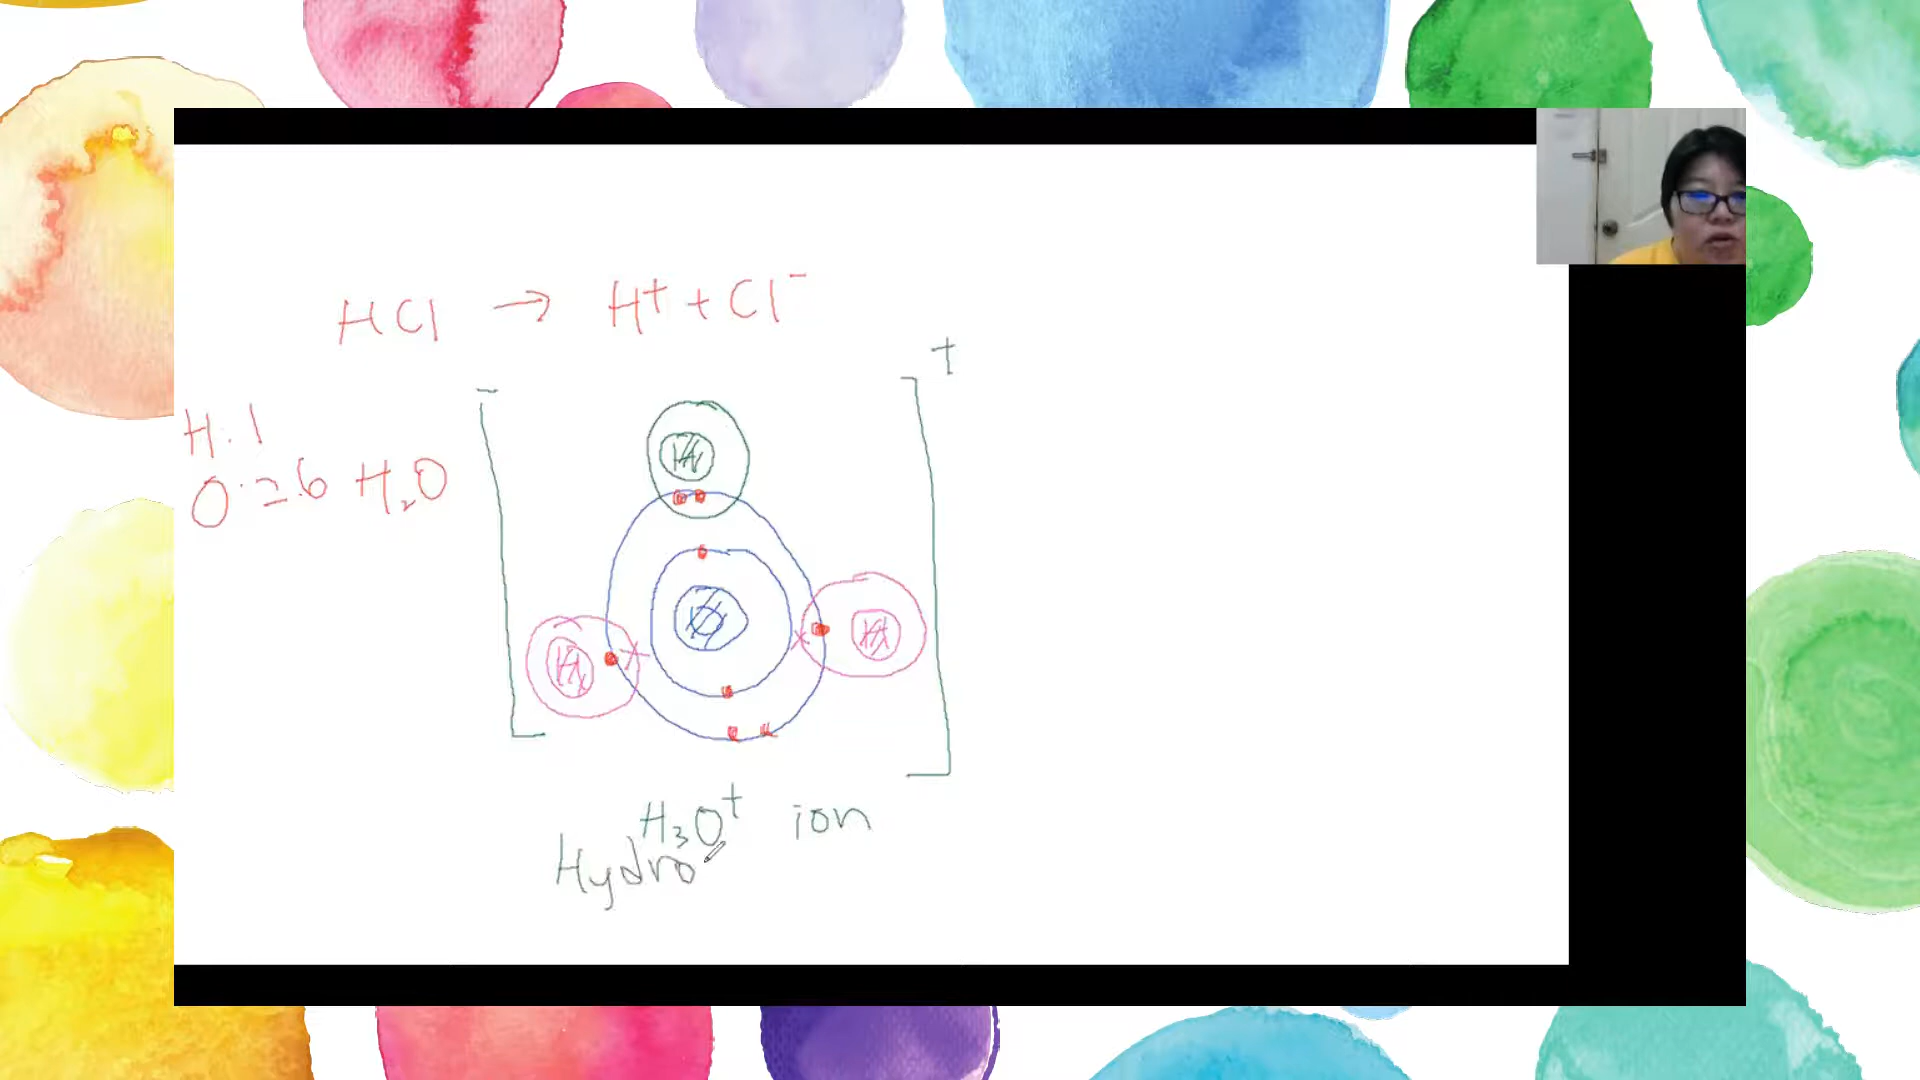 HCl → H+ + Cl-
H. 1
O. 2.6 H2O
+
H
O
H
H
H3O+ ion
Hydro